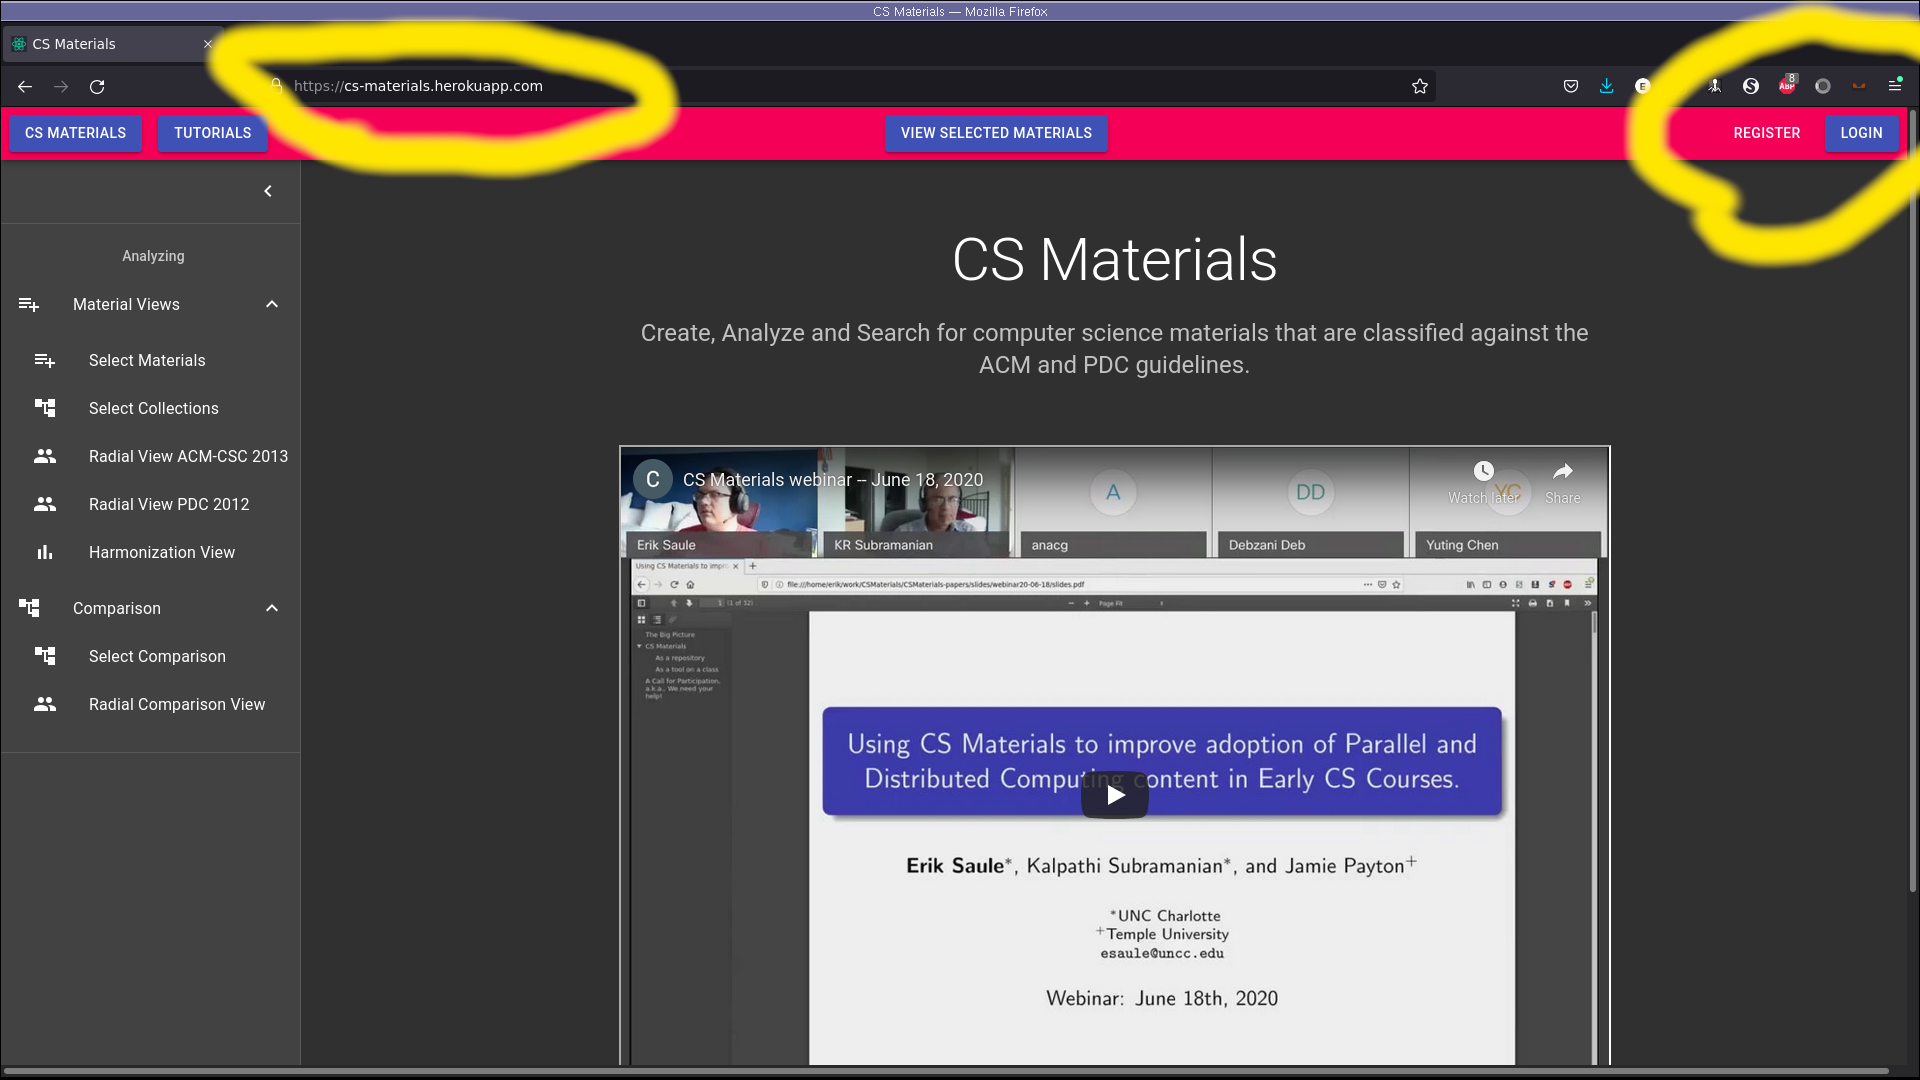 CS Materials — Mozilla Firefox
CS Materials
https://cs-materials.herokuapp.com
E
S
8
ABP
CS MATERIALS
TUTORIALS
VIEW SELECTED MATERIALS
REGISTER
LOGIN
Analyzing
Material Views
Select Materials
Select Collections
Radial View ACM-CSC 2013
Radial View PDC 2012
Harmonization View
Comparison
Select Comparison
Radial Comparison View
CS Materials
Create, Analyze and Search for computer science materials that are classified against the
ACM and PDC guidelines.
C
CS Materials webinar -- June 18, 2020
A
DD
YC
Watch later
Share
Erik Saule
KR Subramanian
anacg
Debzani Deb
Yuting Chen
Using CS Materials to impr
file:///home/erik/work/CSMaterials/CSMaterials-papers/slides/webinar20-06-18/slides.pdf
1 (1 of 32)
Page Fit
The Big Picture
CS Materials
As a repository
As a tool on a class
A Call for Participation,
a.k.a.. We need your
help!
Using CS Materials to improve adoption of Parallel and
Distributed Computing content in Early CS Courses.
Erik Saule*, Kalpathi Subramanian*, and Jamie Payton+
*UNC Charlotte
+Temple University
esaule@uncc.edu
Webinar: June 18th, 2020